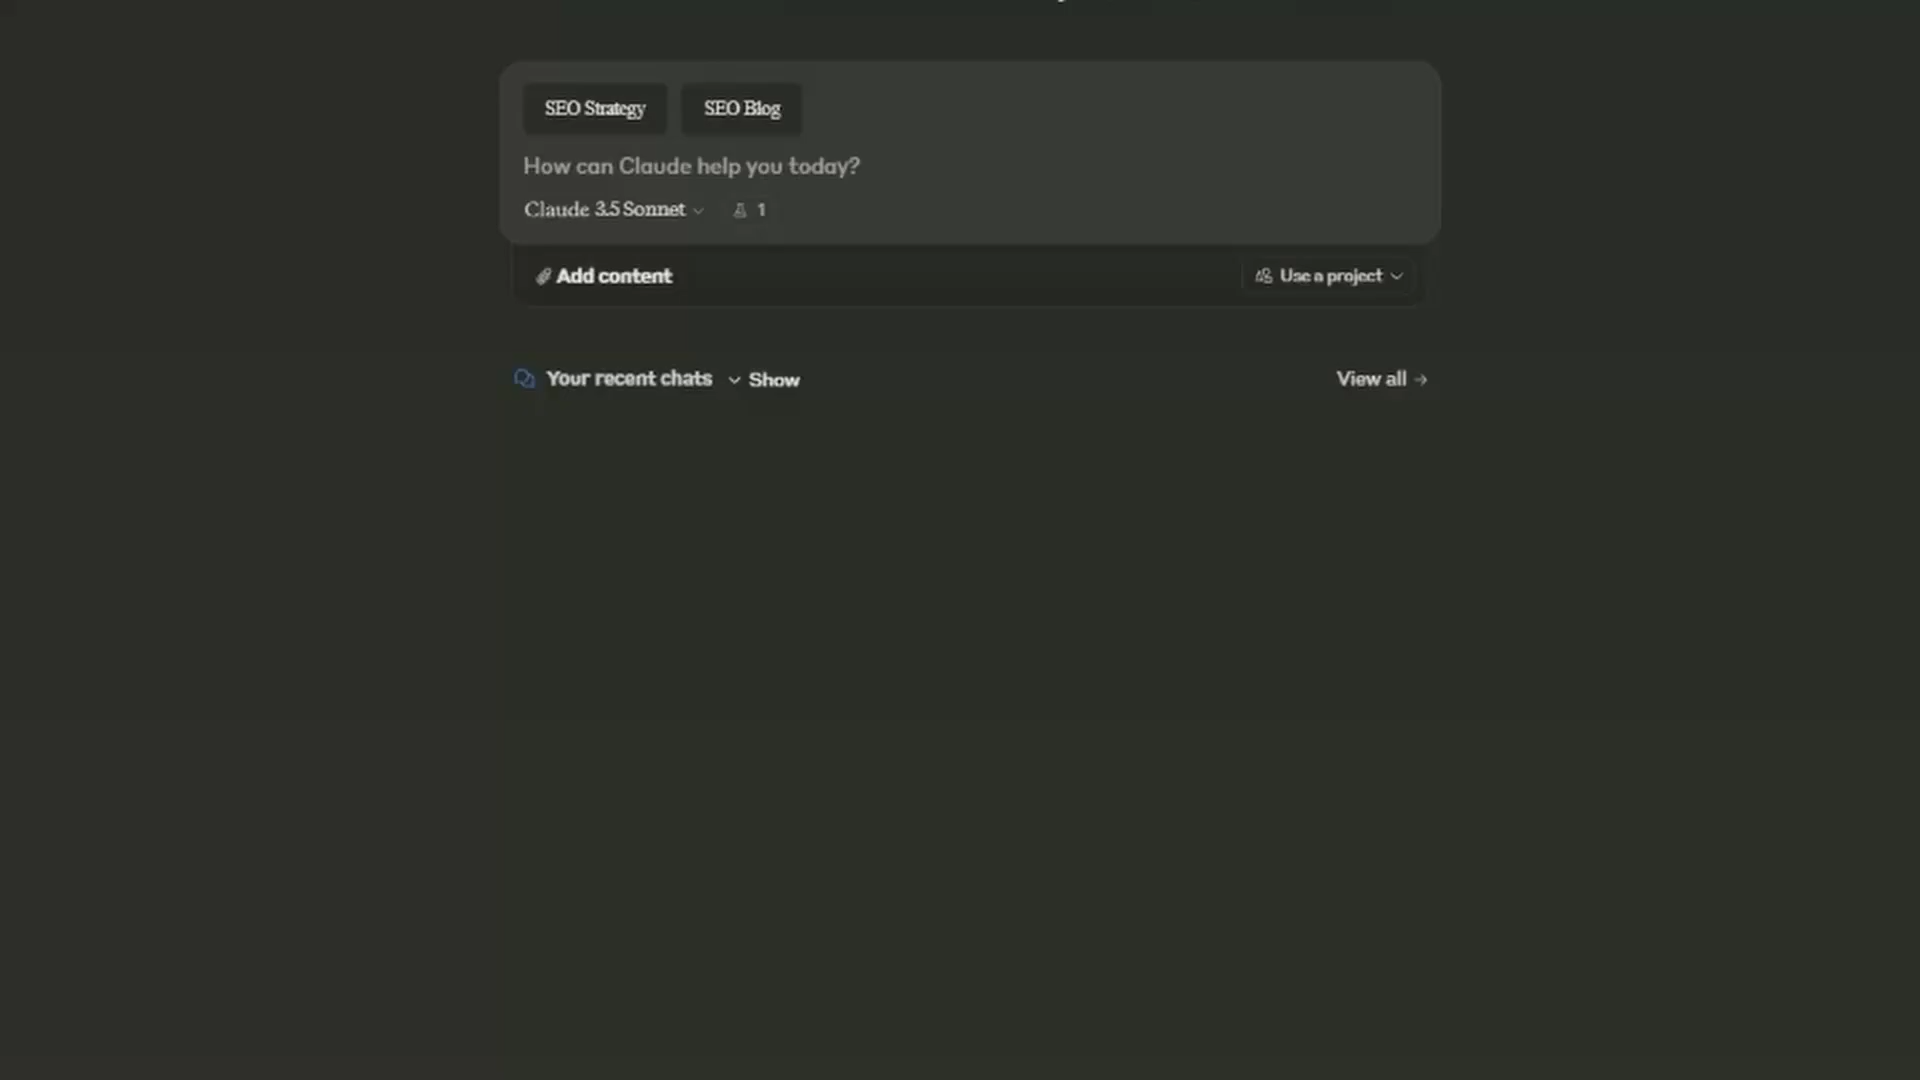 SEO Strategy SEO Blog
How can Claude help you today?
Claude 3.5 Sonnet 1
Add content Use a project
Your recent chats Show View all →